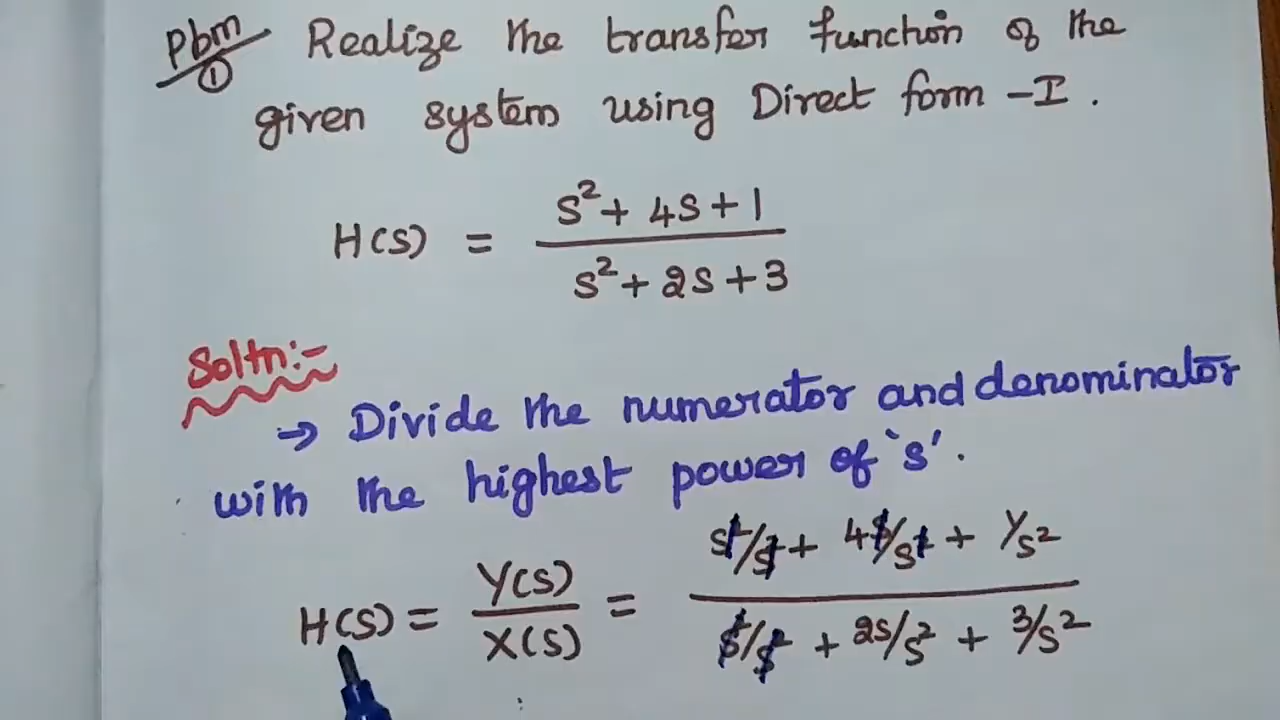 Pbm ① Realize the transfer function of the
given system using Direct form - I .
H(S) = S² + 4S + 1 / S² + 2S + 3
Soltn:-
→ Divide the numerator and denominator
with the highest power of 's'.
H(S) = Y(S) / X(S) = S²/S² + 4S/S² + 1/S² / S²/S² + 2S/S² + 3/S²